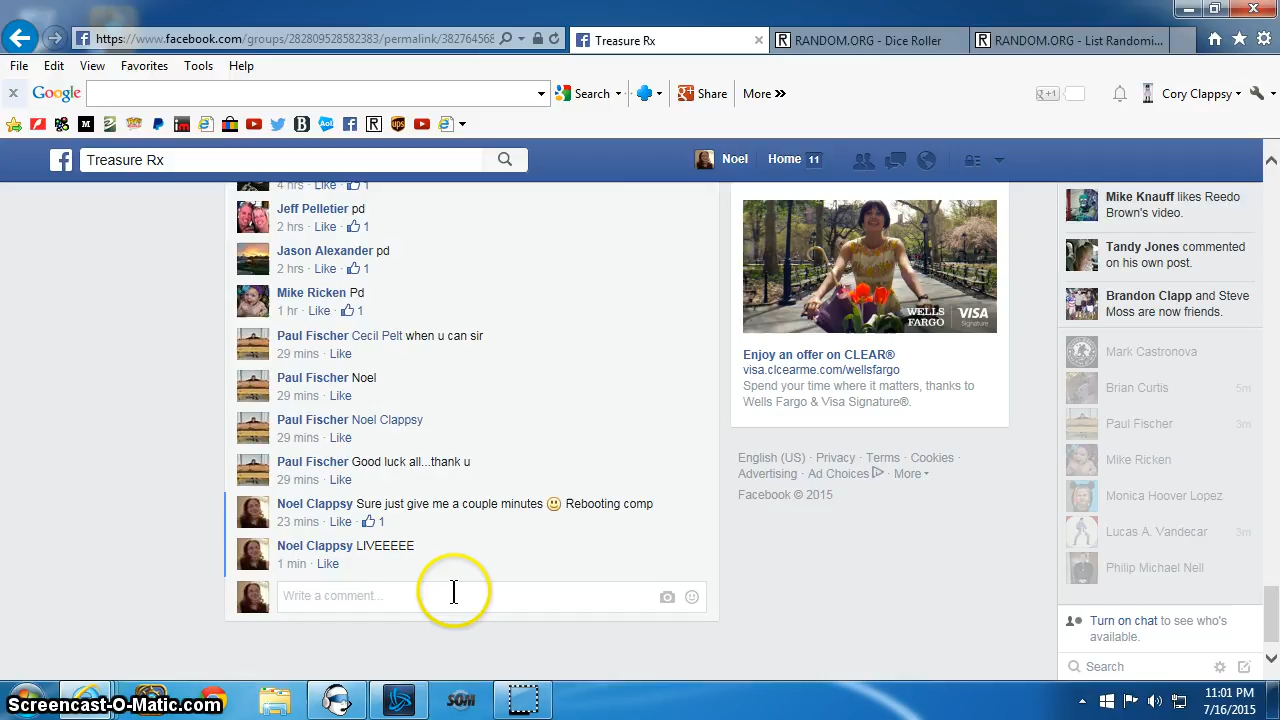 https://www.facebook.com/groups/282809528582383/permalink/382764568
Treasure Rx
RANDOM.ORG - Dice Roller
RANDOM.ORG - List Randomi...
File Edit View Favorites Tools Help
Google
Search
Share
More »
g+1
Cory Clappsy
Treasure Rx
Noel
Home 11
4 hrs · Like · 1
Jeff Pelletier pd
2 hrs · Like · 1
Jason Alexander pd
2 hrs · Like · 1
Mike Ricken Pd
1 hr · Like · 1
Paul Fischer Cecil Pelt when u can sir
29 mins · Like
Paul Fischer Noel
29 mins · Like
Paul Fischer Noel Clappsy
29 mins · Like
Paul Fischer Good luck all...thank u
29 mins · Like
Noel Clappsy Sure just give me a couple minutes 🙂 Rebooting comp
23 mins · Like · 1
Noel Clappsy LIVEEEEE
1 min · Like
Write a comment...
WELLS FARGO
VISA
Signature
Enjoy an offer on CLEAR®
visa.clcearme.com/wellsfargo
Spend your time where it matters, thanks to
Wells Fargo & Visa Signature®.
English (US) · Privacy · Terms · Cookies ·
Advertising · Ad Choices · More
Facebook © 2015
Mike Knauff likes Reedo
Brown's video.
Tandy Jones commented
on his own post.
Brandon Clapp and Steve
Moss are now friends.
Mark Castronova
Brian Curtis 5m
Paul Fischer 3m
Mike Ricken
Monica Hoover Lopez
Lucas A. Vandecar 3m
Philip Michael Nell
Turn on chat to see who's
available.
Search
Screencast-O-Matic.com
11:01 PM
7/16/2015